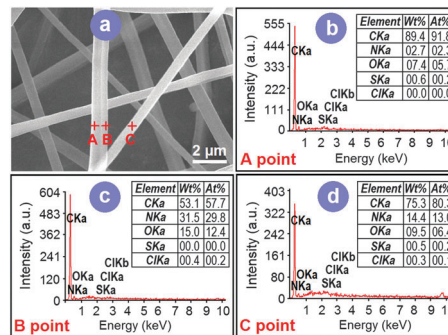 a
A B C
2 μm
b
555
444
333
222
111
0
Intensity (a.u.)
CKa
OKa
NKa
ClKb
ClKa
SKa
1 2 3 4 5 6 7 8 9 10
Energy (keV)
A point
Element Wt% At%
CKa 89.4 91.8
NKa 02.7
OKa 07.4
SKa 00.6
ClKa 00.0
c
604
483
362
241
120
0
Intensity (a.u.)
CKa
OKa
NKa
ClKb
ClKa
SKa
1 2 3 4 5 6 7 8 9 10
Energy (keV)
B point
Element Wt% At%
CKa 53.1 57.7
NKa 31.5 29.8
OKa 15.0 12.4
SKa 00.0 00.0
ClKa 00.4 00.2
d
403
322
241
161
80
0
Intensity (a.u.)
CKa
OKa
NKa
ClKb
ClKa
SKa
1 2 3 4 5 6 7 8 9 10
Energy (keV)
C point
Element Wt% At%
CKa 75.3
NKa 14.4
OKa 09.5
SKa 00.5
ClKa 00.3